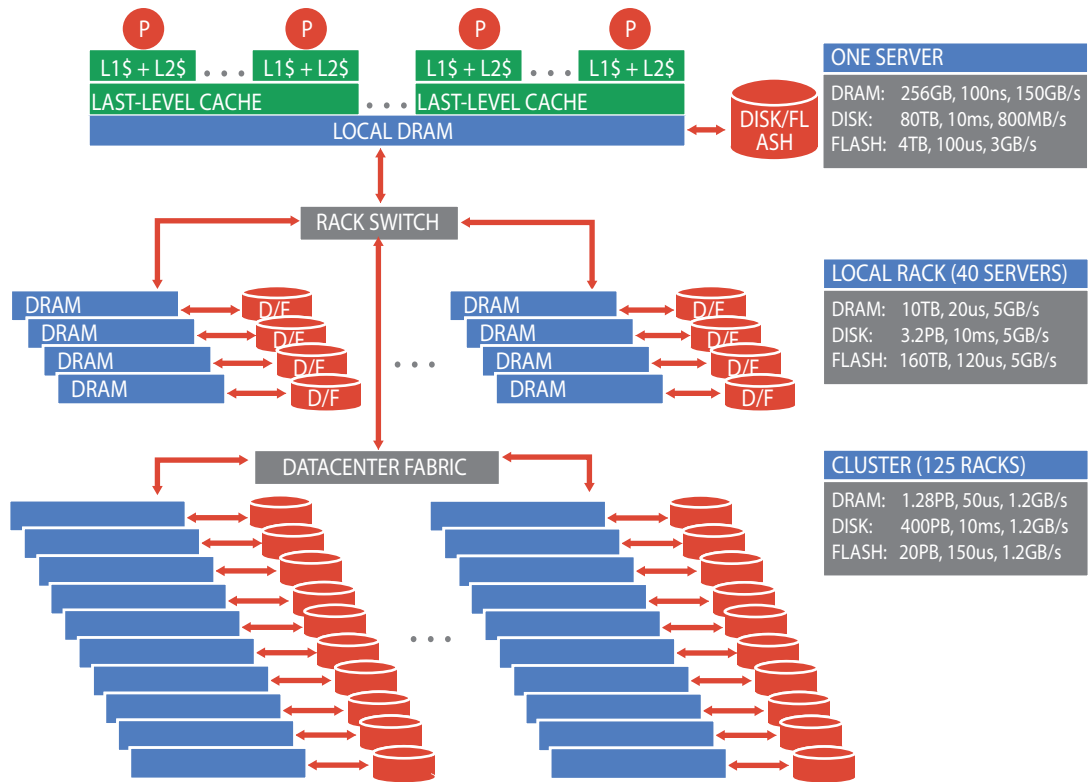 P P P P
L1$ + L2$ L1$ + L2$ L1$ + L2$ L1$ + L2$
LAST-LEVEL CACHE LAST-LEVEL CACHE
LOCAL DRAM
DISK/FL
ASH
ONE SERVER
DRAM: 256GB, 100ns, 150GB/s
DISK: 80TB, 10ms, 800MB/s
FLASH: 4TB, 100us, 3GB/s
RACK SWITCH
DRAM D/F
DRAM D/F
DRAM D/F
DRAM D/F
DRAM D/F
DRAM D/F
DRAM D/F
DRAM D/F
LOCAL RACK (40 SERVERS)
DRAM: 10TB, 20us, 5GB/s
DISK: 3.2PB, 10ms, 5GB/s
FLASH: 160TB, 120us, 5GB/s
DATACENTER FABRIC
CLUSTER (125 RACKS)
DRAM: 1.28PB, 50us, 1.2GB/s
DISK: 400PB, 10ms, 1.2GB/s
FLASH: 20PB, 150us, 1.2GB/s